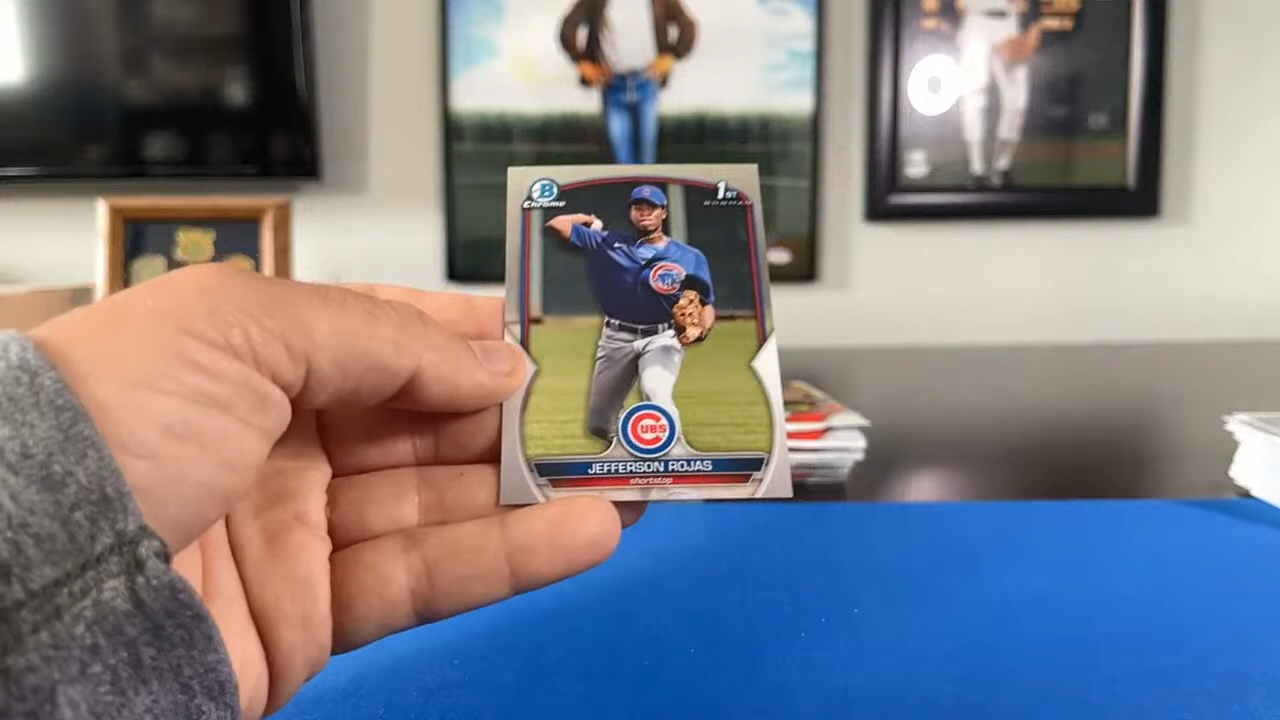 B
Chrome
1ST
BOWMAN
CUBS
JEFFERSON ROJAS
shortstop